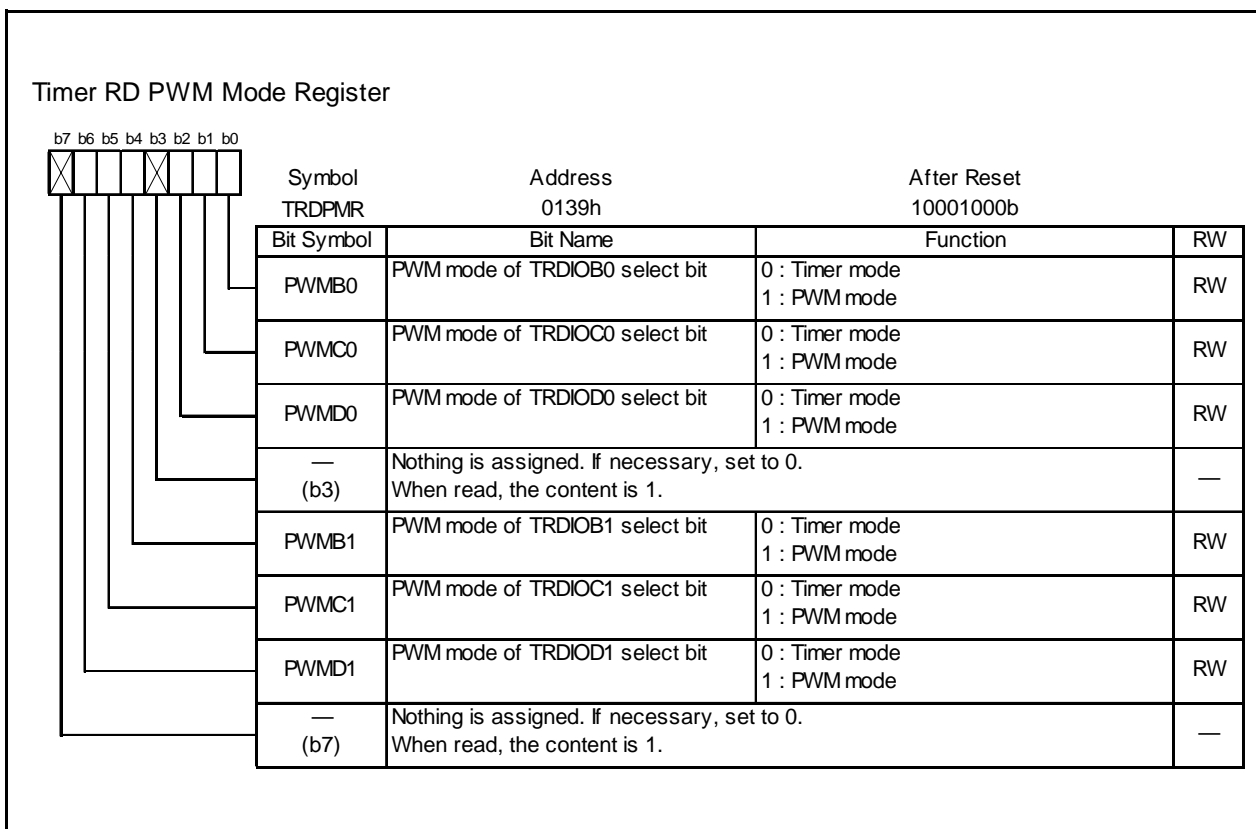 Timer RD PWM Mode Register
b7 b6 b5 b4 b3 b2 b1 b0
Symbol Address After Reset
TRDPMR 0139h 10001000b
Bit Symbol Bit Name Function RW
PWMB0 PWM mode of TRDIOB0 select bit 0 : Timer mode RW
1 : PWM mode
PWMC0 PWM mode of TRDIOC0 select bit 0 : Timer mode RW
1 : PWM mode
PWMD0 PWM mode of TRDIOD0 select bit 0 : Timer mode RW
1 : PWM mode
— Nothing is assigned. If necessary, set to 0. —
(b3) When read, the content is 1.
PWMB1 PWM mode of TRDIOB1 select bit 0 : Timer mode RW
1 : PWM mode
PWMC1 PWM mode of TRDIOC1 select bit 0 : Timer mode RW
1 : PWM mode
PWMD1 PWM mode of TRDIOD1 select bit 0 : Timer mode RW
1 : PWM mode
— Nothing is assigned. If necessary, set to 0. —
(b7) When read, the content is 1.